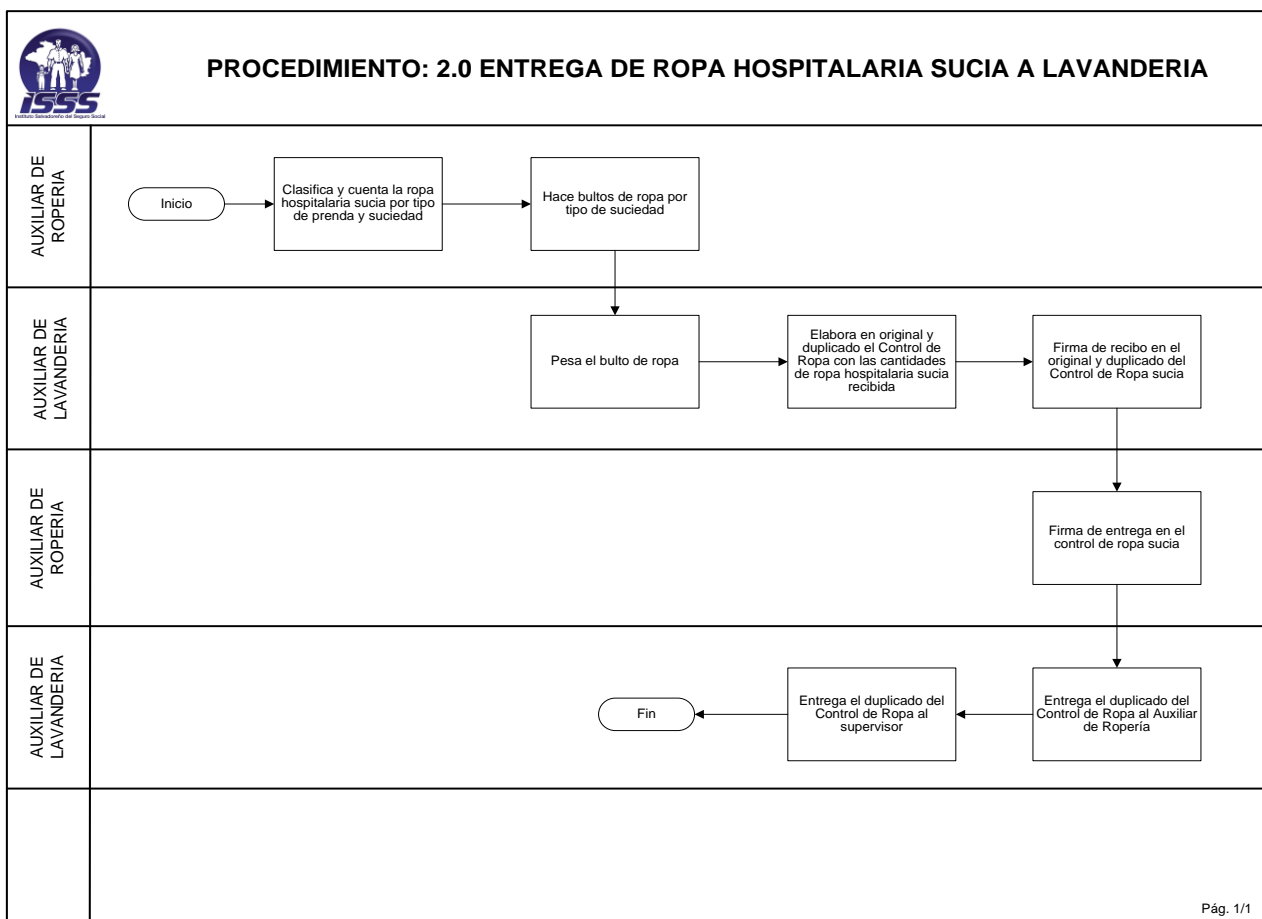 ISSS
Instituto Salvadoreño del Seguro Social
PROCEDIMIENTO: 2.0 ENTREGA DE ROPA HOSPITALARIA SUCIA A LAVANDERIA
AUXILIAR DE
ROPERIA
Inicio
Clasifica y cuenta la ropa
hospitalaria sucia por tipo
de prenda y suciedad
Hace bultos de ropa por
tipo de suciedad
AUXILIAR DE
LAVANDERIA
Pesa el bulto de ropa
Elabora en original y
duplicado el Control de
Ropa con las cantidades
de ropa hospitalaria sucia
recibida
Firma de recibo en el
original y duplicado del
Control de Ropa sucia
AUXILIAR DE
ROPERIA
Firma de entrega en el
control de ropa sucia
AUXILIAR DE
LAVANDERIA
Fin
Entrega el duplicado del
Control de Ropa al
supervisor
Entrega el duplicado del
Control de Ropa al Auxiliar
de Ropería
Pág. 1/1